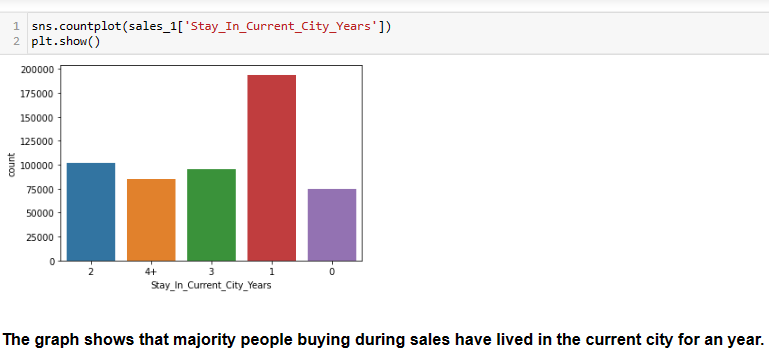 1 sns.countplot(sales_1['Stay_In_Current_City_Years'])
2 plt.show()
200000
175000
150000
125000
100000
75000
50000
25000
0
count
2 4+ 3 1 0
Stay_In_Current_City_Years
The graph shows that majority people buying during sales have lived in the current city for an year.